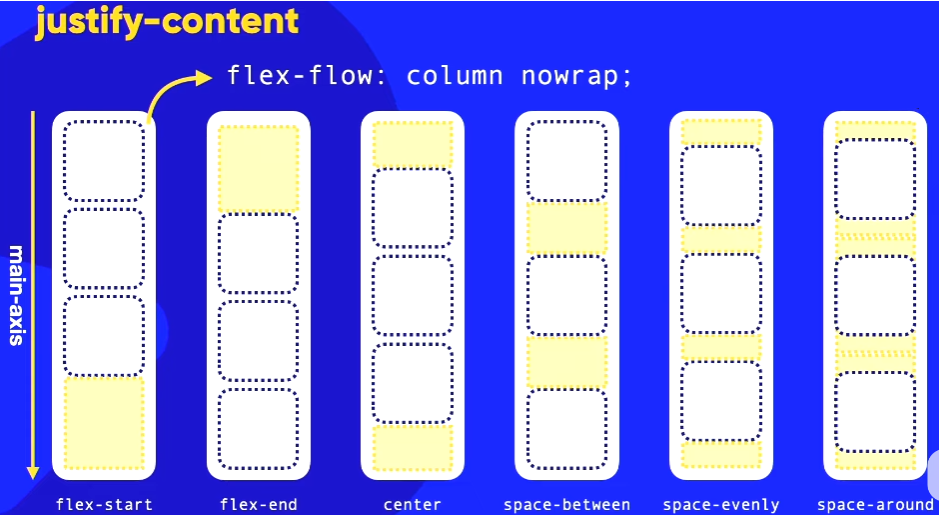 justify-content
flex-flow: column nowrap;
main-axis
flex-start
flex-end
center
space-between
space-evenly
space-around